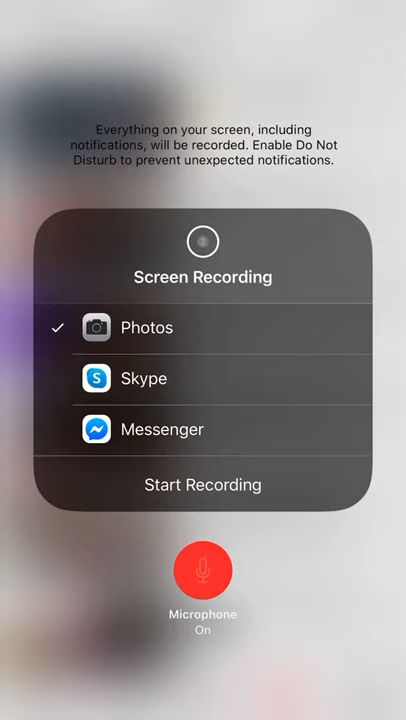 Everything on your screen, including
notifications, will be recorded. Enable Do Not
Disturb to prevent unexpected notifications.
2
Screen Recording
Photos
Skype
Messenger
Start Recording
Microphone
On